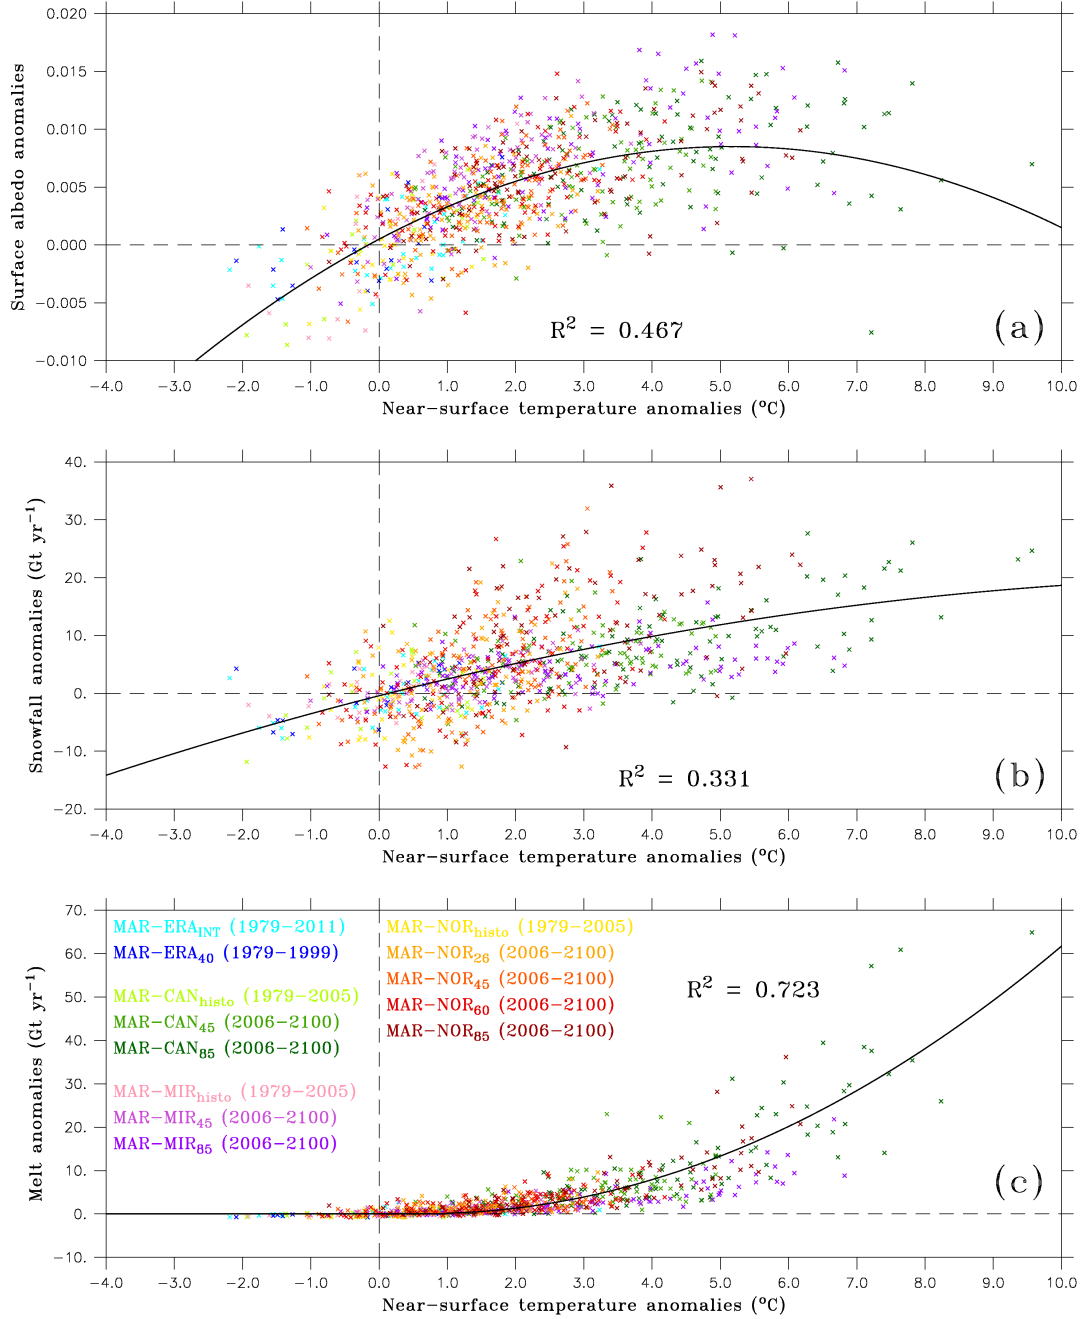 0.020
0.015
0.010
0.005
0.000
−0.005
−0.010
Surface albedo anomalies
R² = 0.467
(a)
−4.0 −3.0 −2.0 −1.0 0.0 1.0 2.0 3.0 4.0 5.0 6.0 7.0 8.0 9.0 10.0
Near−surface temperature anomalies (ºC)
40.
30.
20.
10.
0.
−10.
−20.
Snowfall anomalies (Gt yr⁻¹)
R² = 0.331
(b)
−4.0 −3.0 −2.0 −1.0 0.0 1.0 2.0 3.0 4.0 5.0 6.0 7.0 8.0 9.0 10.0
Near−surface temperature anomalies (ºC)
70.
60.
50.
40.
30.
20.
10.
0.
−10.
Melt anomalies (Gt yr⁻¹)
MAR−ERA_INT (1979−2011)
MAR−ERA_40 (1979−1999)
MAR−CAN_histo (1979−2005)
MAR−CAN_45 (2006−2100)
MAR−CAN_85 (2006−2100)
MAR−MIR_histo (1979−2005)
MAR−MIR_45 (2006−2100)
MAR−MIR_85 (2006−2100)
MAR−NOR_histo (1979−2005)
MAR−NOR_26 (2006−2100)
MAR−NOR_45 (2006−2100)
MAR−NOR_60 (2006−2100)
MAR−NOR_85 (2006−2100)
R² = 0.723
(c)
−4.0 −3.0 −2.0 −1.0 0.0 1.0 2.0 3.0 4.0 5.0 6.0 7.0 8.0 9.0 10.0
Near−surface temperature anomalies (ºC)